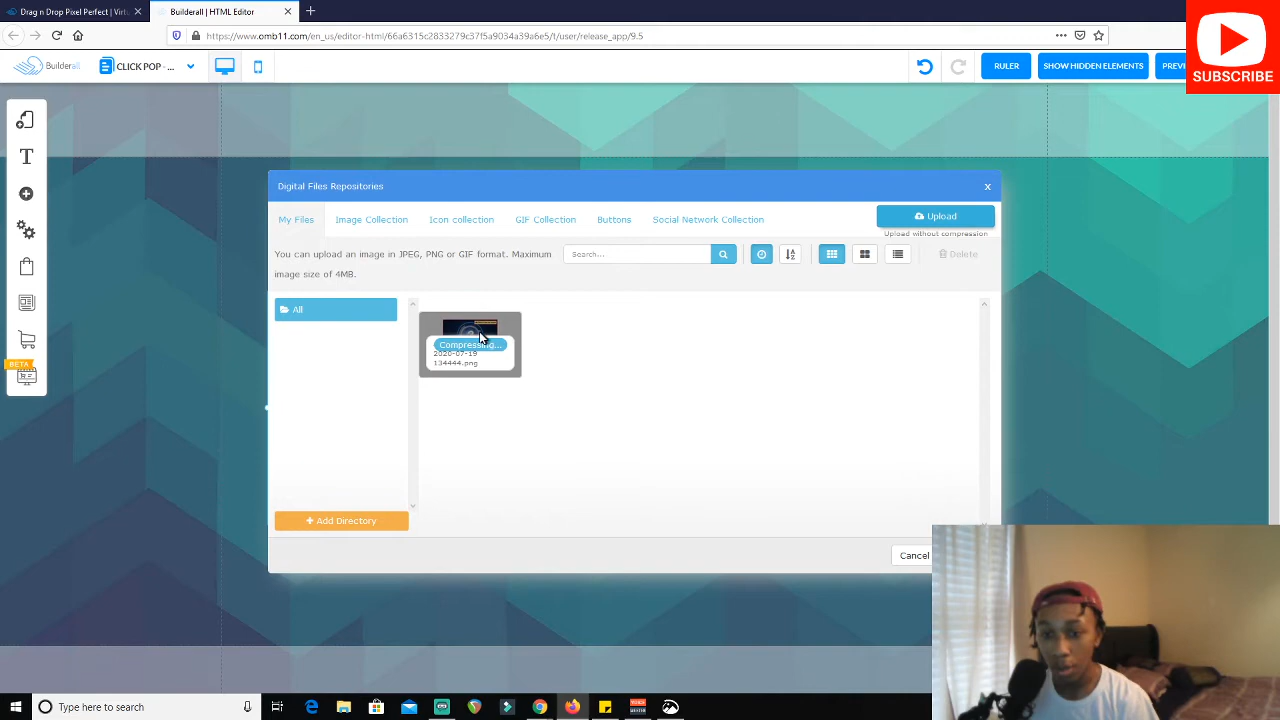 Drag n Drop Pixel Perfect | Virtu
Builderall | HTML Editor
https://www.omb11.com/en_us/editor-html/66a6315c2833279c37f5a9034a39a6e5/t/user/release_app/9.5
Builderall
CLICK POP - ...
RULER
SHOW HIDDEN ELEMENTS
PREVI
SUBSCRIBE
Digital Files Repositories
x
My Files
Image Collection
Icon collection
GIF Collection
Buttons
Social Network Collection
Upload
Upload without compression
You can upload an image in JPEG, PNG or GIF format. Maximum
image size of 4MB.
Search...
Delete
All
Compressing...
2020-07-19
134444.png
BETA
Add Directory
Cancel
Type here to search